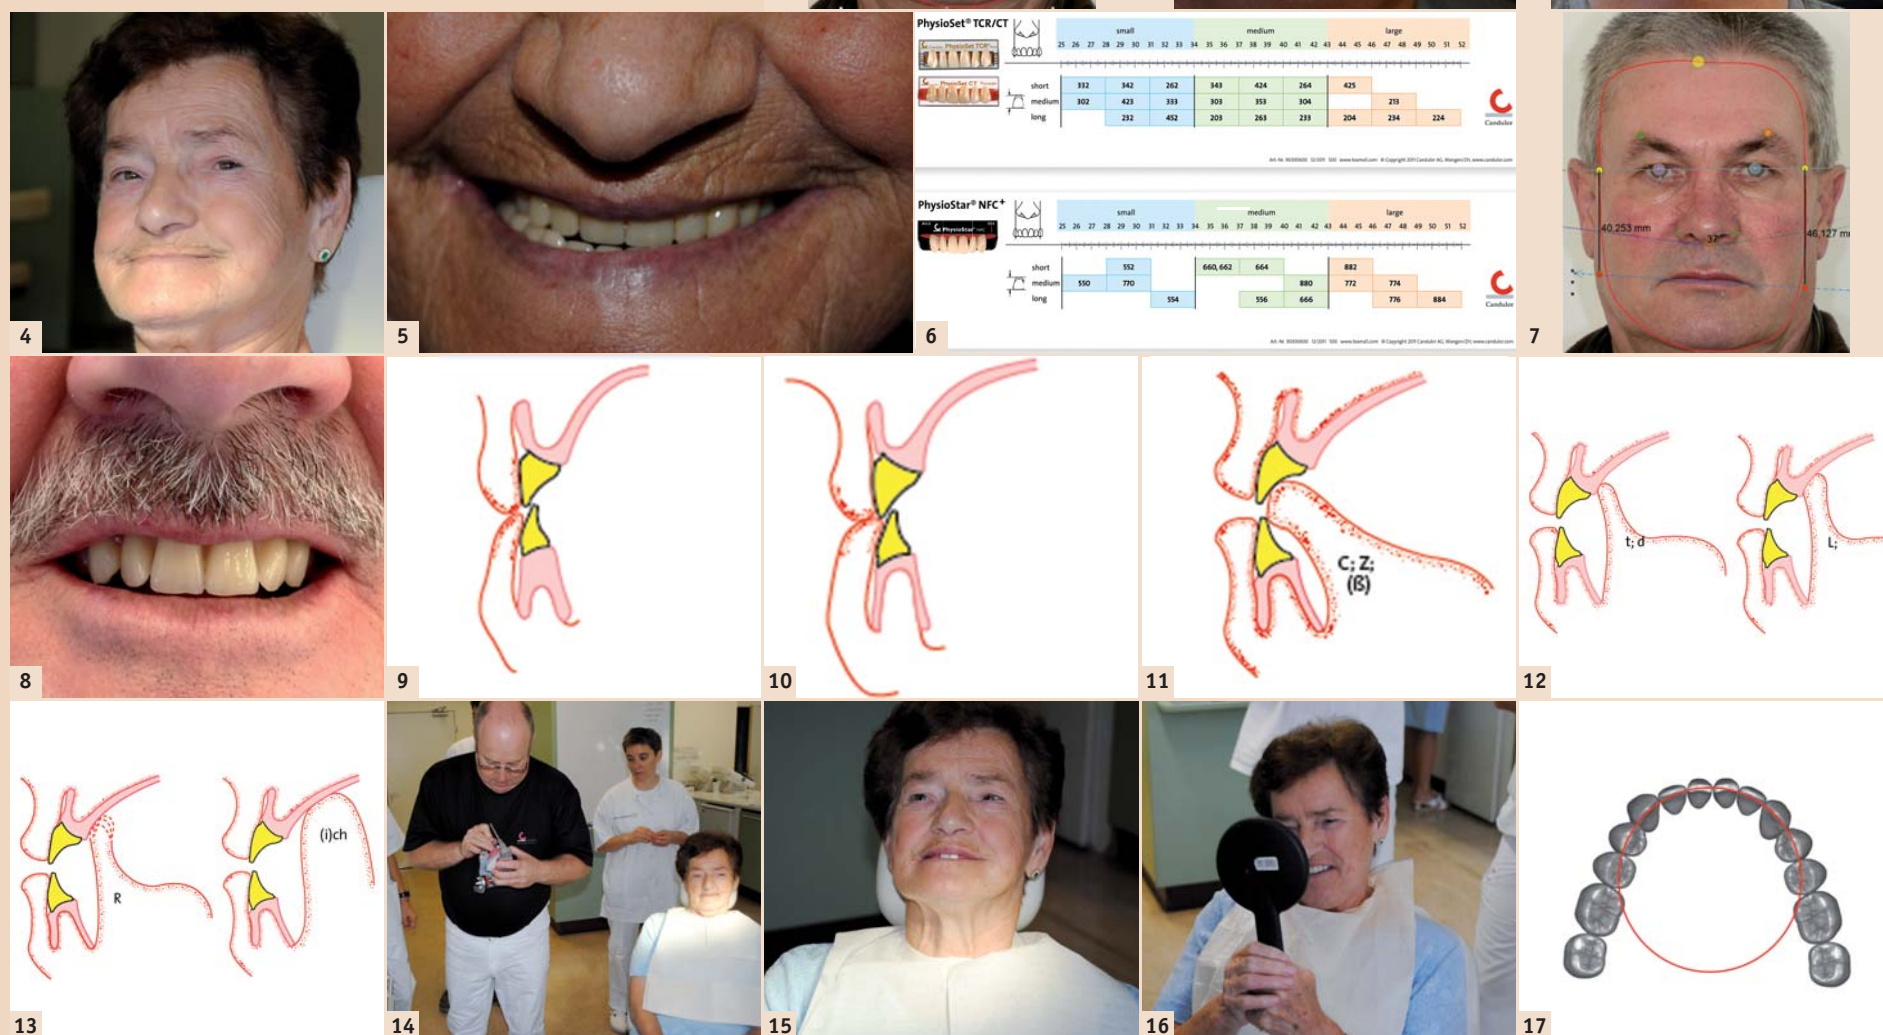 4
5
PhysioSet® TCR/CT
small medium large
25 26 27 28 29 30 31 32 33 34 35 36 37 38 39 40 41 42 43 44 45 46 47 48 49 50 51 52
short 332 342 262 343 424 264 425
medium 302 423 333 303 353 304 213
long 232 452 203 263 233 204 234 224
Candulor
PhysioStar® NFC+
small medium large
25 26 27 28 29 30 31 32 33 34 35 36 37 38 39 40 41 42 43 44 45 46 47 48 49 50 51 52
short 552 660, 662 664 882
medium 550 770 880 772 774
long 554 556 666 776 884
Candulor
6
40,253 mm
37°
46,127 m
7
8
9
10
C; Z;
(ß)
11
t; d
L;
12
R
(i)ch
13
14
15
16
17